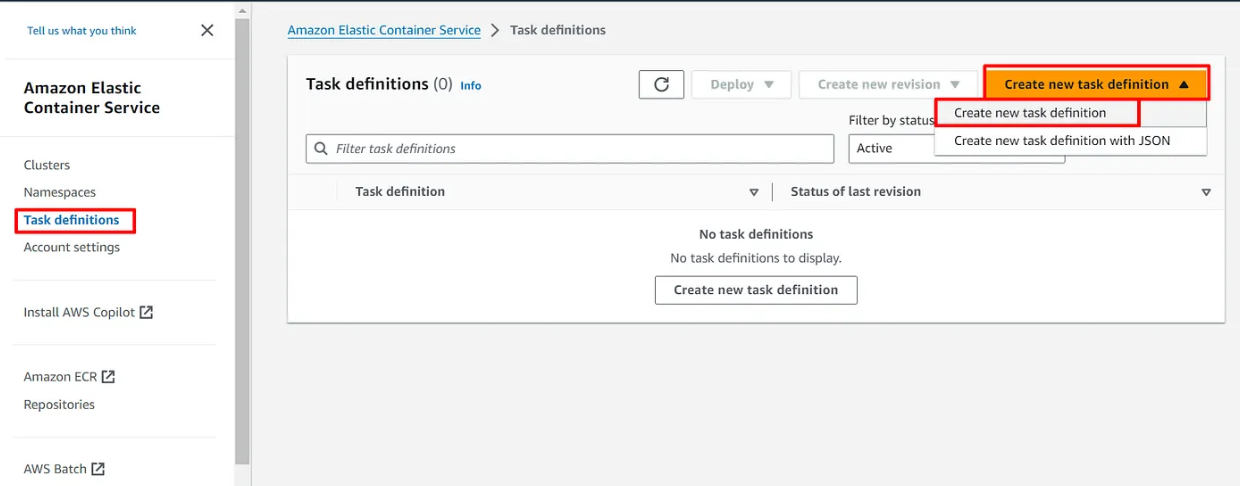 Tell us what you think
Amazon Elastic Container Service
Task definitions
Amazon Elastic
Container Service
Clusters
Namespaces
Task definitions
Account settings
Install AWS Copilot
Amazon ECR
Repositories
AWS Batch
Task definitions (0) Info
Deploy
Create new revision
Create new task definition
Create new task definition
Create new task definition with JSON
Filter by status
Filter task definitions
Active
Task definition
Status of last revision
No task definitions
No task definitions to display.
Create new task definition